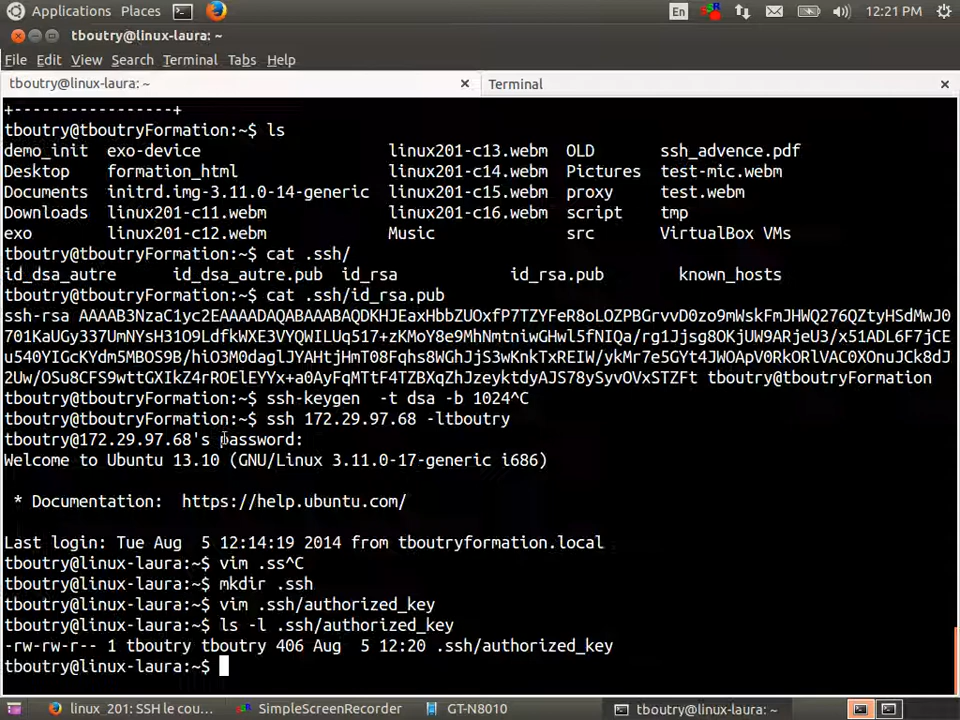 Applications Places En 12:21 PM
tboutry@linux-laura: ~
File Edit View Search Terminal Tabs Help
tboutry@linux-laura: ~ × Terminal ×
+-----------------+
tboutry@tboutryFormation:~$ ls
demo_init exo-device linux201-c13.webm OLD ssh_advence.pdf
Desktop formation_html linux201-c14.webm Pictures test-mic.webm
Documents initrd.img-3.11.0-14-generic linux201-c15.webm proxy test.webm
Downloads linux201-c11.webm linux201-c16.webm script tmp
exo linux201-c12.webm Music src VirtualBox VMs
tboutry@tboutryFormation:~$ cat .ssh/
id_dsa_autre id_dsa_autre.pub id_rsa id_rsa.pub known_hosts
tboutry@tboutryFormation:~$ cat .ssh/id_rsa.pub
ssh-rsa AAAAB3NzaC1yc2EAAAADAQABAAABAQDKHJEaxHbbZUOxfP7TZYFeR8oLOZPBGrvvD0zo9mWskFmJHWQ276QZtyHSdMwJ0
701KaUGy337UmNYsH31O9LdfkWXE3VYQWILUq517+zKMoY8e9MhNmtniwGHwl5fNIQa/rg1Jjsg8OKjUW9ARjeU3/x51ADL6F7jCE
u540YIGcKYdm5MBOS9B/hiO3M0daglJYAHtjHmT08Fqhs8WGhJjS3wKnkTxREIW/ykMr7e5GYt4JWOApV0RkORlVAC0XOnuJCk8dJ
2Uw/OSu8CFS9wttGXIkZ4rROElEYYx+a0AyFqMTtF4TZBXqZhJzeyktdyAJS78ySyvOVxSTZFt tboutry@tboutryFormation
tboutry@tboutryFormation:~$ ssh-keygen -t dsa -b 1024^C
tboutry@tboutryFormation:~$ ssh 172.29.97.68 -ltboutry
tboutry@172.29.97.68's password:
Welcome to Ubuntu 13.10 (GNU/Linux 3.11.0-17-generic i686)
* Documentation: https://help.ubuntu.com/
Last login: Tue Aug 5 12:14:19 2014 from tboutryformation.local
tboutry@linux-laura:~$ vim .ss^C
tboutry@linux-laura:~$ mkdir .ssh
tboutry@linux-laura:~$ vim .ssh/authorized_key
tboutry@linux-laura:~$ ls -l .ssh/authorized_key
-rw-rw-r-- 1 tboutry tboutry 406 Aug 5 12:20 .ssh/authorized_key
tboutry@linux-laura:~$
linux_201: SSH le cou... SimpleScreenRecorder GT-N8010 tboutry@linux-laura: ~